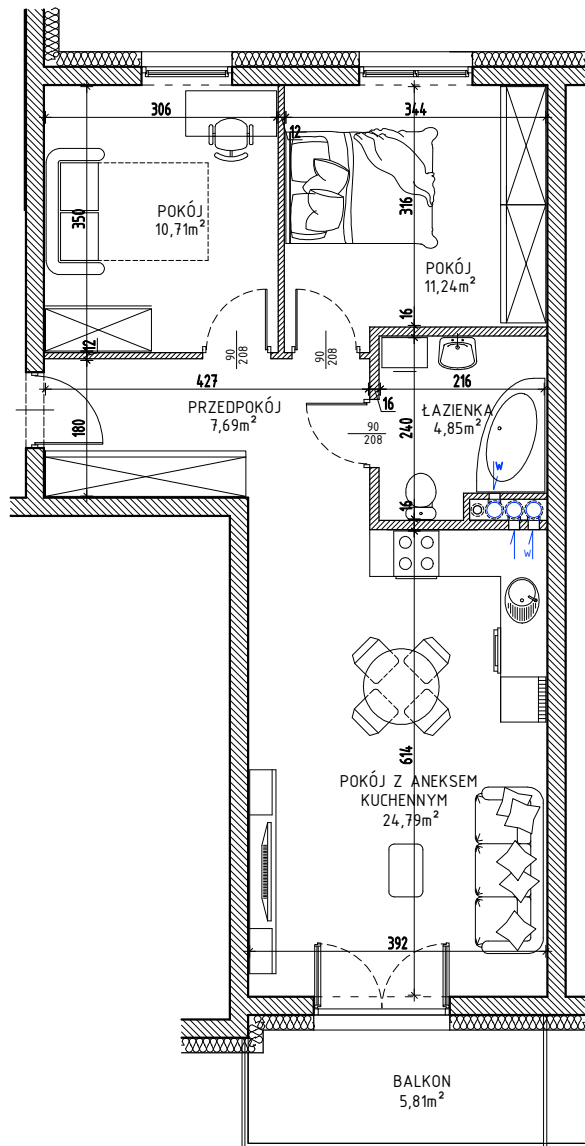 306
344
12
350
316
POKÓJ
10,71m²
POKÓJ
11,24m²
12
16
90
208
90
208
427
216
16
PRZEDPOKÓJ
7,69m²
ŁAZIENKA
4,85m²
180
90
208
240
W
16
W
614
POKÓJ Z ANEKSEM
KUCHENNYM
24,79m²
392
BALKON
5,81m²